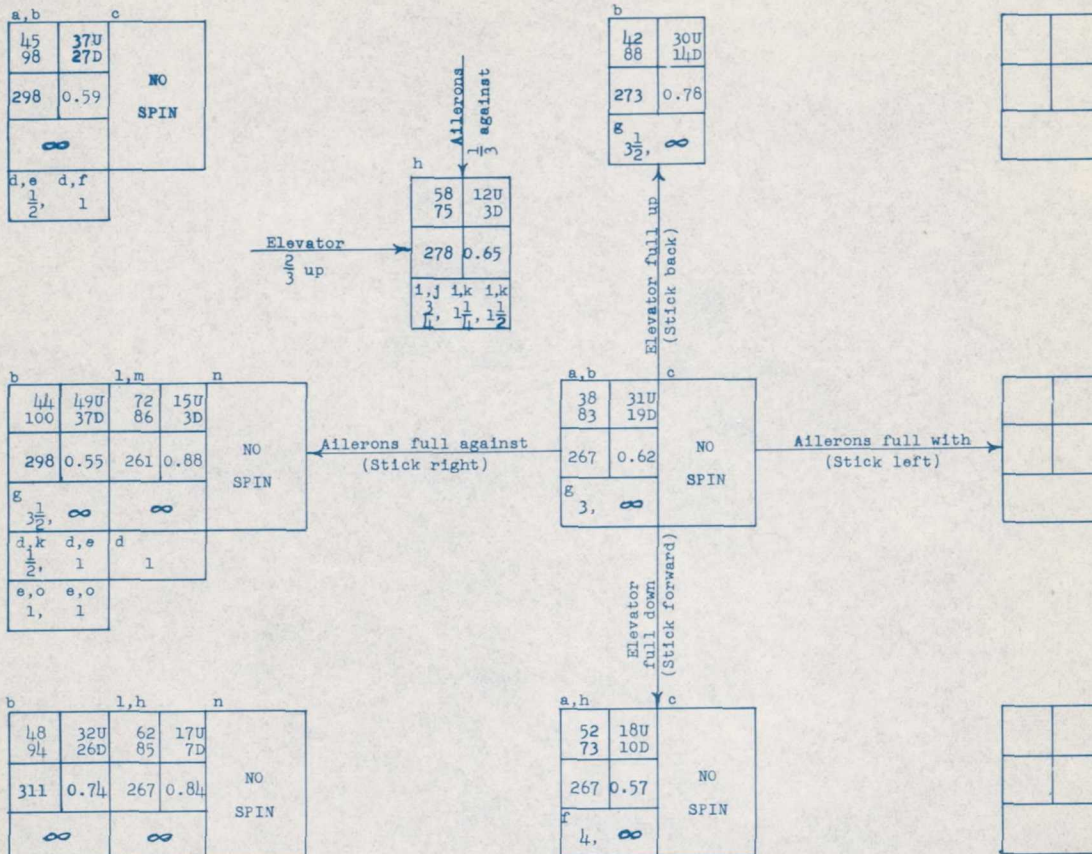 a,b c
45 37U
98 27D
298 0.59
NO
SPIN
∞
d,e d,f
1/2, 1
Ailerons
1/3 against
h
58 12U
75 3D
278 0.65
i,j i,k i,k
3/4, 1 1/4, 1 1/2
Elevator
2/3 up
b
42 30U
88 14D
273 0.78
g
3 1/2, ∞
Elevator full up
(Stick back)
b l,m n
44 49U 72 15U
100 37D 86 3D
298 0.55 261 0.88
NO
SPIN
g
3 1/2, ∞ ∞
d,k d,e d
1/2, 1 1
e,o e,o
1, 1
Ailerons full against
(Stick right)
a,b c
38 31U
83 19D
267 0.62
NO
SPIN
g
3, ∞
Ailerons full with
(Stick left)
Elevator
full down
(Stick forward)
b l,h n
48 32U 62 17U
94 26D 85 7D
311 0.74 267 0.84
NO
SPIN
∞ ∞
a,h c
52 18U
73 10D
267 0.57
NO
SPIN
f
4, ∞